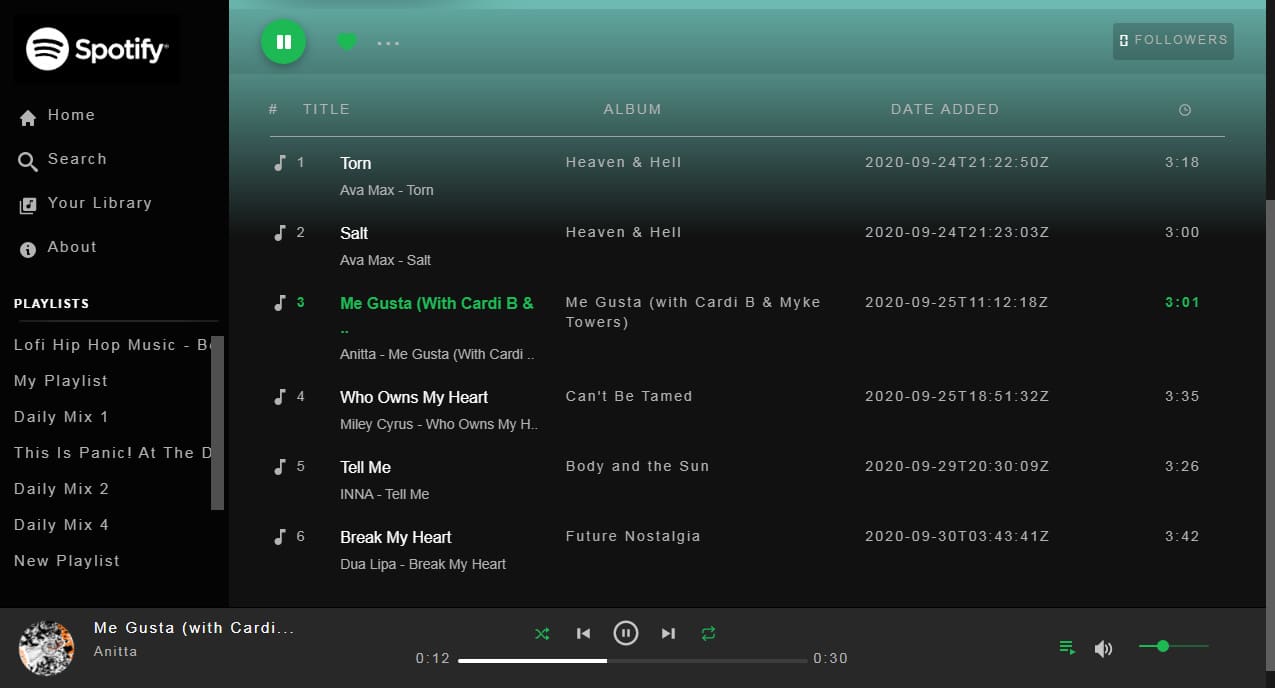 Spotify
Home
Search
Your Library
About
PLAYLISTS
Lofi Hip Hop Music - B
My Playlist
Daily Mix 1
This Is Panic! At The D
Daily Mix 2
Daily Mix 4
New Playlist
FOLLOWERS
# TITLE ALBUM DATE ADDED
1 Torn Heaven & Hell 2020-09-24T21:22:50Z 3:18
Ava Max - Torn
2 Salt Heaven & Hell 2020-09-24T21:23:03Z 3:00
Ava Max - Salt
3 Me Gusta (With Cardi B & Me Gusta (with Cardi B & Myke 2020-09-25T11:12:18Z 3:01
.. Towers)
Anitta - Me Gusta (With Cardi ..
4 Who Owns My Heart Can't Be Tamed 2020-09-25T18:51:32Z 3:35
Miley Cyrus - Who Owns My H..
5 Tell Me Body and the Sun 2020-09-29T20:30:09Z 3:26
INNA - Tell Me
6 Break My Heart Future Nostalgia 2020-09-30T03:43:41Z 3:42
Dua Lipa - Break My Heart
Me Gusta (with Cardi...
Anitta
0:12 0:30